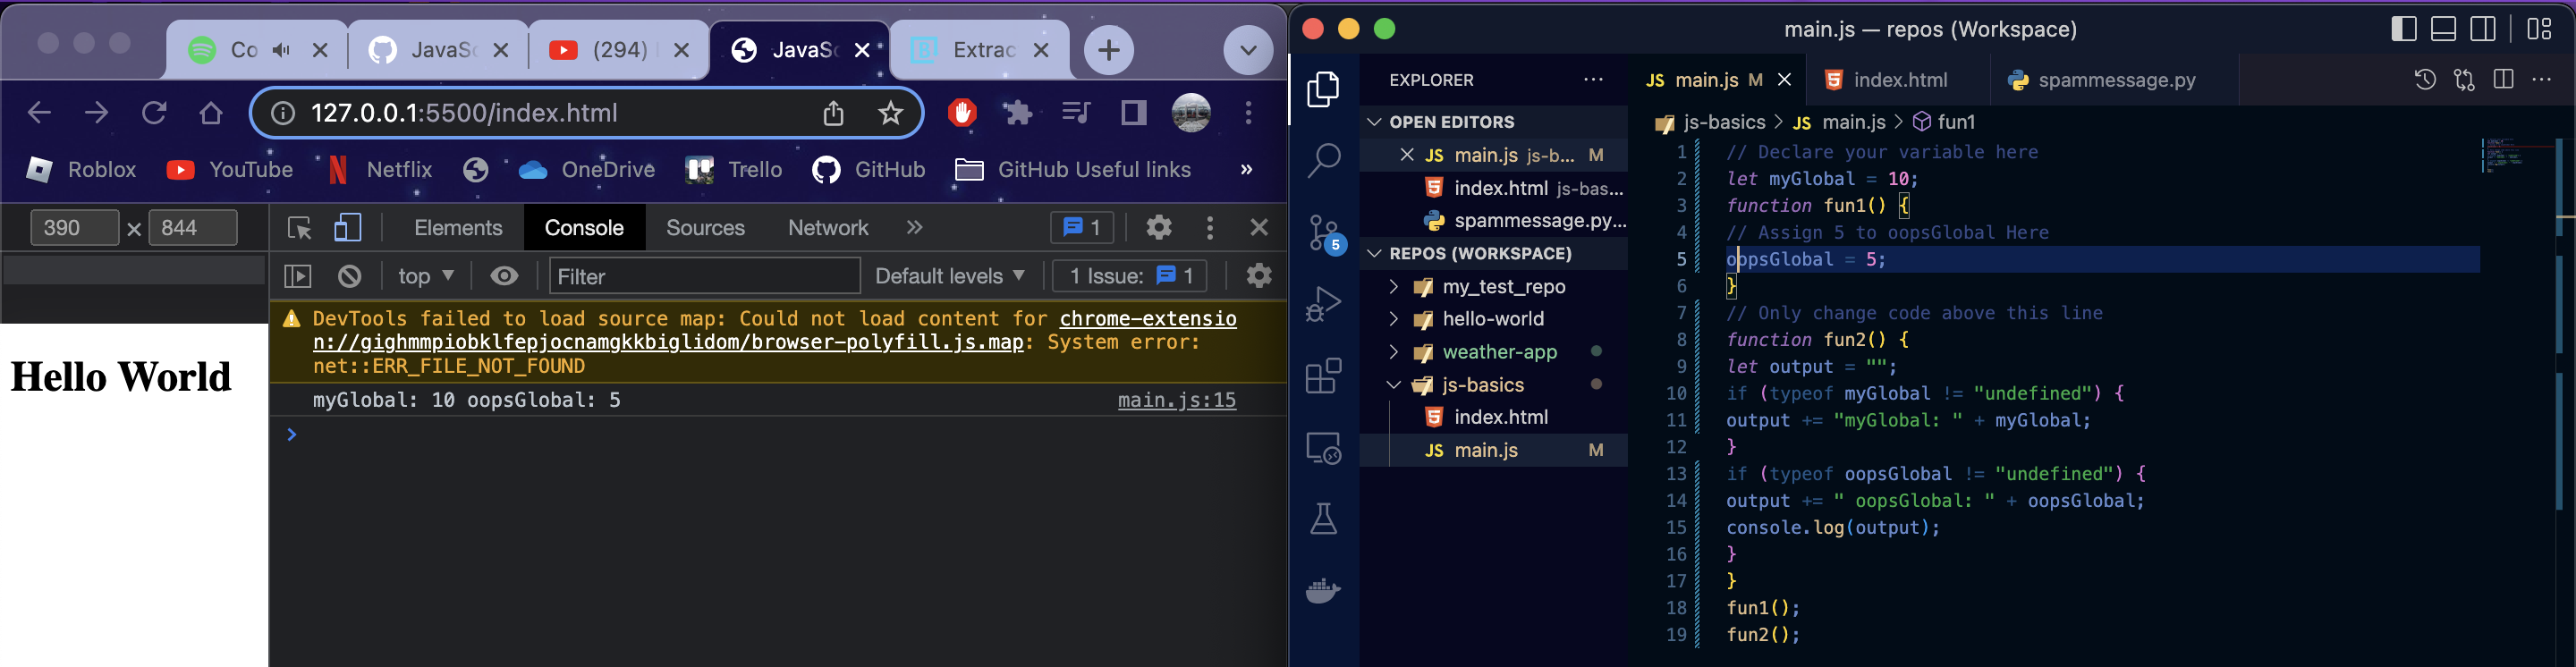 Co
JavaSc
(294)
JavaSc
Extrac
127.0.0.1:5500/index.html
Roblox
YouTube
Netflix
OneDrive
Trello
GitHub
GitHub Useful links
»
390 × 844
Elements
Console
Sources
Network
»
1
top
Filter
Default levels
1 Issue: 1
DevTools failed to load source map: Could not load content for chrome-extensio
n://gighmmpiobklfepjocnamgkkbiglidom/browser-polyfill.js.map: System error:
net::ERR_FILE_NOT_FOUND
myGlobal: 10 oopsGlobal: 5 main.js:15
>
Hello World
main.js — repos (Workspace)
EXPLORER
OPEN EDITORS
JS main.js js-b... M
index.html js-bas...
spammessage.py...
REPOS (WORKSPACE)
my_test_repo
hello-world
weather-app
js-basics
index.html
JS main.js M
5
JS main.js M
index.html
spammessage.py
js-basics > JS main.js > fun1
1 // Declare your variable here
2 let myGlobal = 10;
3 function fun1() {
4 // Assign 5 to oopsGlobal Here
5 oopsGlobal = 5;
6 }
7 // Only change code above this line
8 function fun2() {
9 let output = "";
10 if (typeof myGlobal != "undefined") {
11 output += "myGlobal: " + myGlobal;
12 }
13 if (typeof oopsGlobal != "undefined") {
14 output += " oopsGlobal: " + oopsGlobal;
15 console.log(output);
16 }
17 }
18 fun1();
19 fun2();